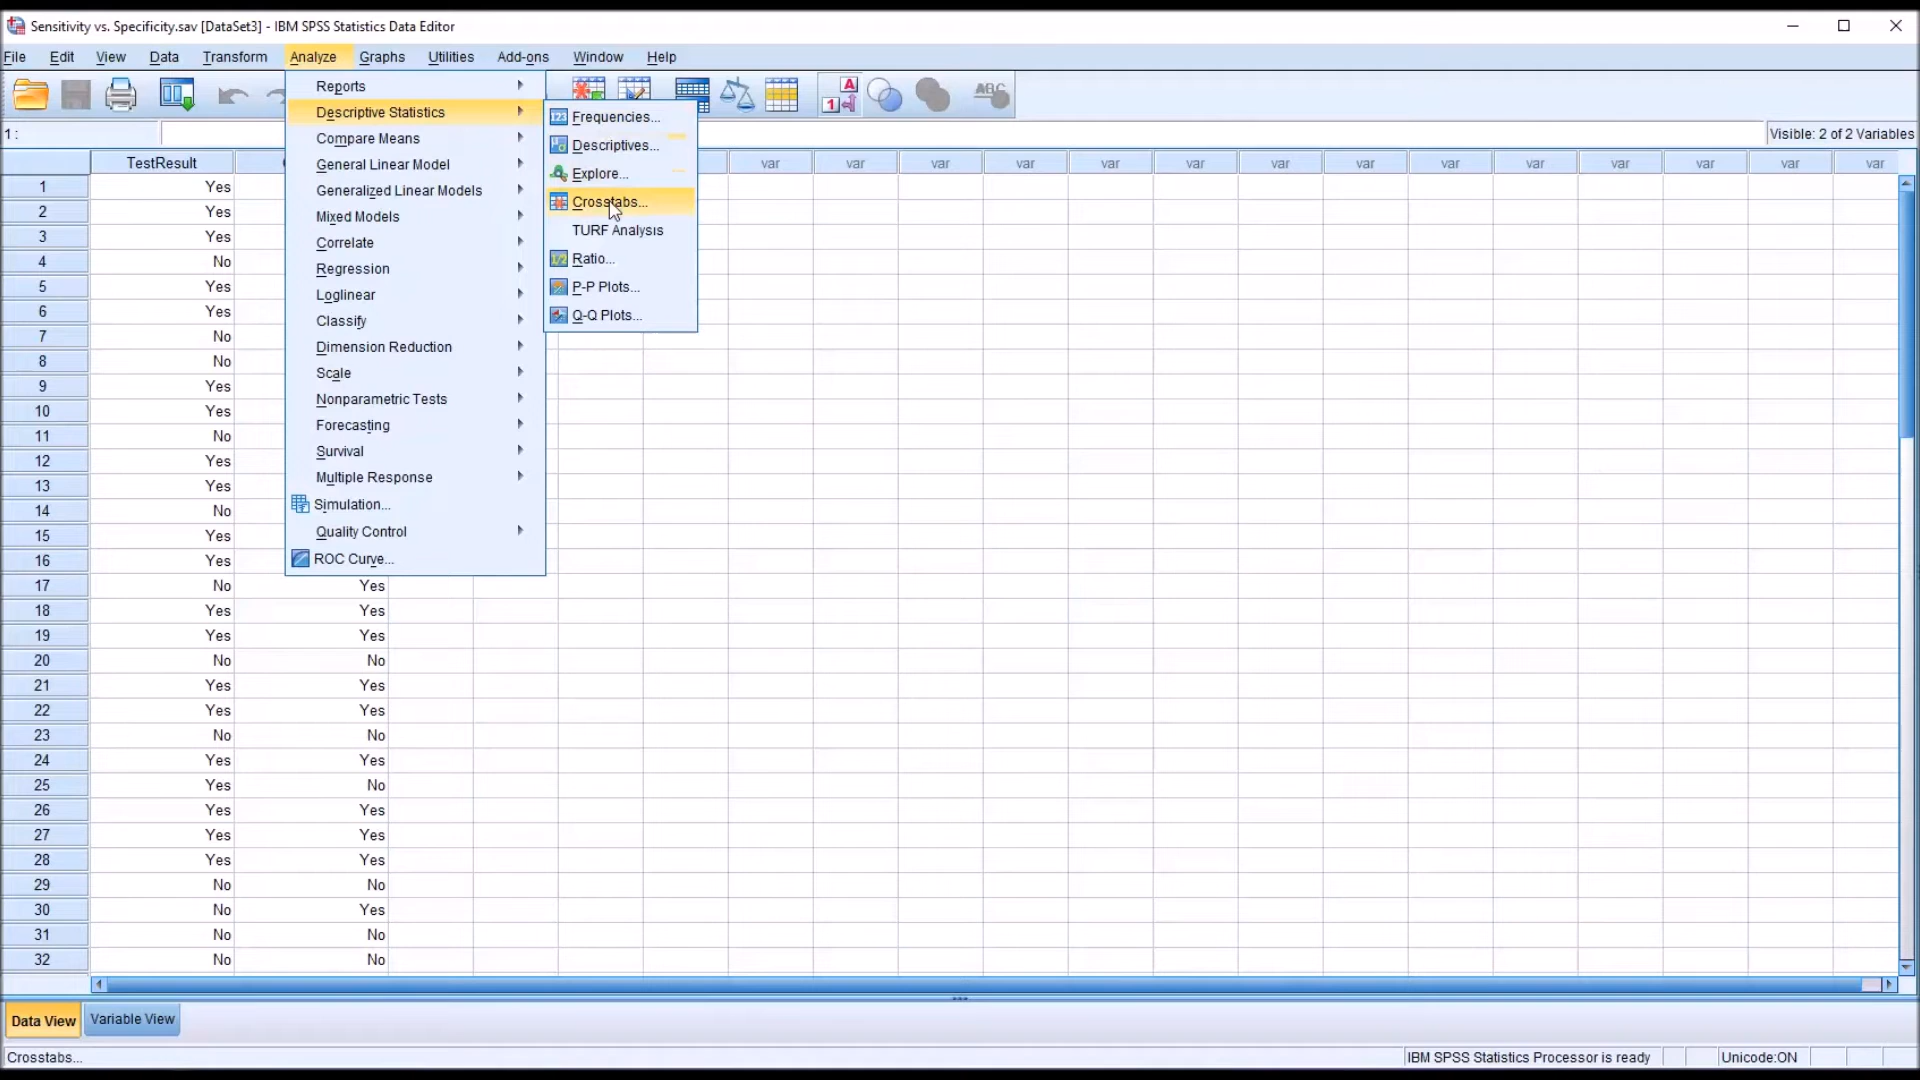 Sensitivity vs. Specificity.sav [DataSet3] - IBM SPSS Statistics Data Editor
File Edit View Data Transform Analyze Graphs Utilities Add-ons Window Help
1 :
Visible: 2 of 2 Variables
Reports
Descriptive Statistics
Compare Means
General Linear Model
Generalized Linear Models
Mixed Models
Correlate
Regression
Loglinear
Classify
Dimension Reduction
Scale
Nonparametric Tests
Forecasting
Survival
Multiple Response
Simulation...
Quality Control
ROC Curve...
Frequencies...
Descriptives...
Explore...
Crosstabs...
TURF Analysis
Ratio...
P-P Plots...
Q-Q Plots...
A
1
ABC
TestResult var var var var var var var var var var var var var var
1 Yes
2 Yes
3 Yes
4 No
5 Yes
6 Yes
7 No
8 No
9 Yes
10 Yes
11 No
12 Yes
13 Yes
14 No
15 Yes
16 Yes
17 No Yes
18 Yes Yes
19 Yes Yes
20 No No
21 Yes Yes
22 Yes Yes
23 No No
24 Yes Yes
25 Yes No
26 Yes Yes
27 Yes Yes
28 Yes Yes
29 No No
30 No Yes
31 No No
32 No No
Data View Variable View
Crosstabs...
IBM SPSS Statistics Processor is ready
Unicode:ON